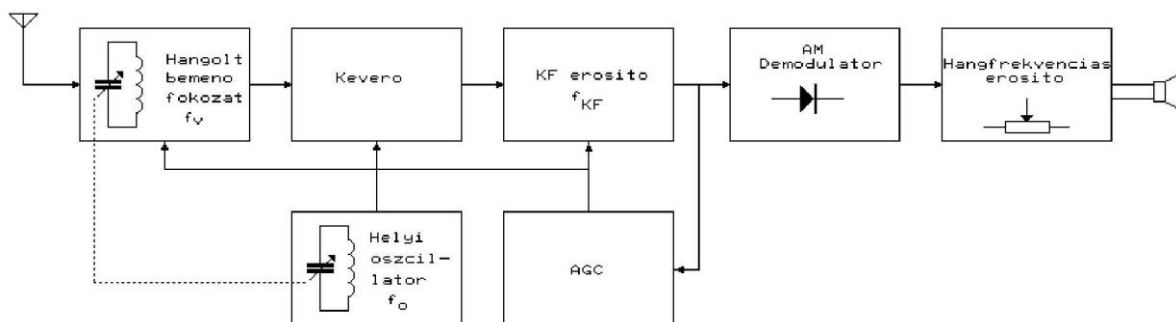 Hangolt
bemeno
fokozat
fv
Kevero
KF erosito
fKF
AM
Demodulator
Hangfrekvencias
erosito
Helyi
oszcil-
lator
fo
AGC